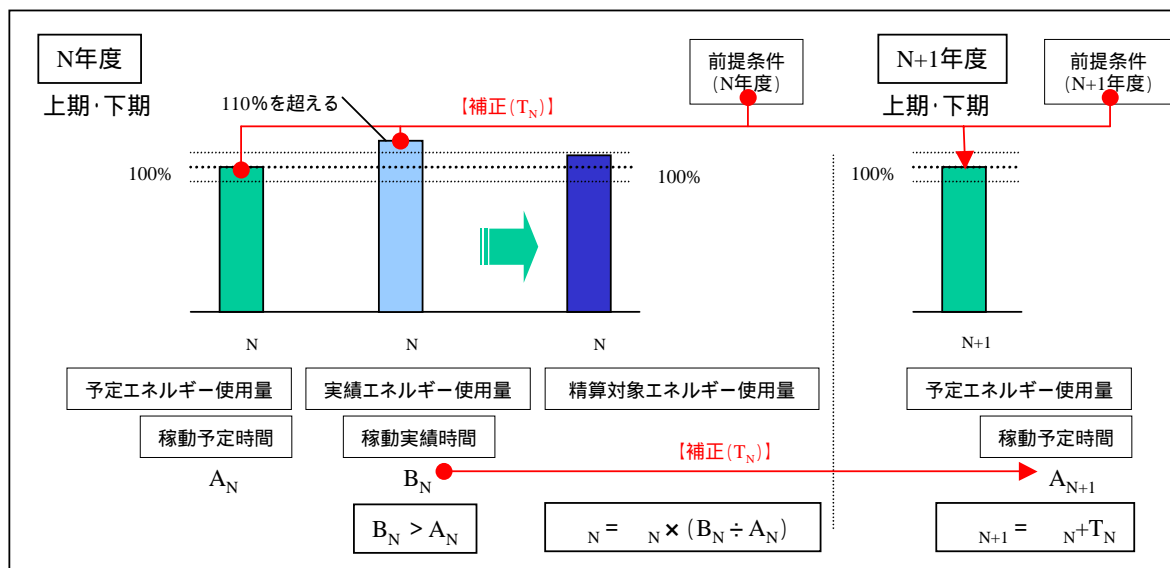 N年度
上期･下期
110%を超える
【補正(TN)】
前提条件
(N年度)
N+1年度
上期･下期
前提条件
(N+1年度)
100%
100%
100%
N
N
N
N+1
予定エネルギー使用量
実績エネルギー使用量
精算対象エネルギー使用量
予定エネルギー使用量
稼動予定時間
稼動実績時間
稼動予定時間
【補正(TN)】
AN
BN
AN+1
BN > AN
N = N × (BN ÷ AN)
N+1 = N+TN